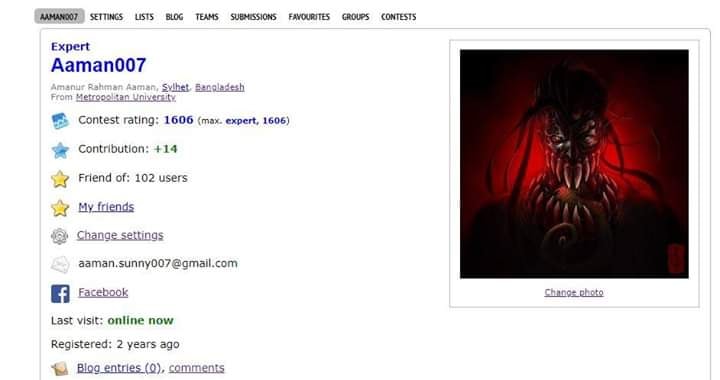 AAMAN007 SETTINGS LISTS BLOG TEAMS SUBMISSIONS FAVOURITES GROUPS CONTESTS
Expert
Aaman007
Amanur Rahman Aaman, Sylhet, Bangladesh
From Metropolitan University
Contest rating: 1606 (max. expert, 1606)
Contribution: +14
Friend of: 102 users
My friends
Change settings
aaman.sunny007@gmail.com
Facebook
Last visit: online now
Registered: 2 years ago
Blog entries (0), comments
Change photo